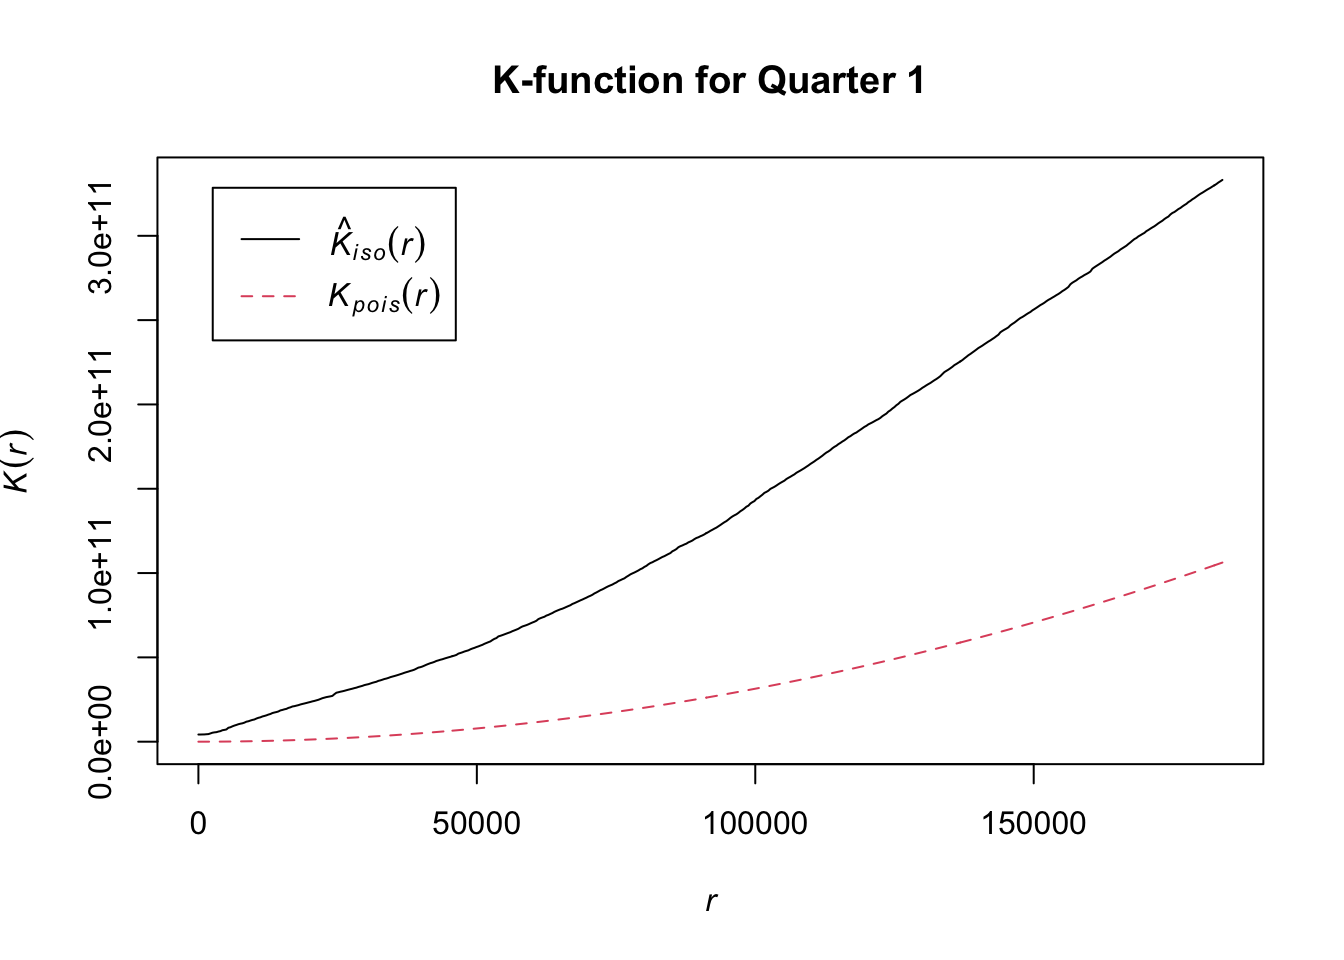 K-function for Quarter 1
K̂iso(r)
Kpois(r)
K(r)
3.0e+11
2.0e+11
1.0e+11
0.0e+00
0 50000 100000 150000
r